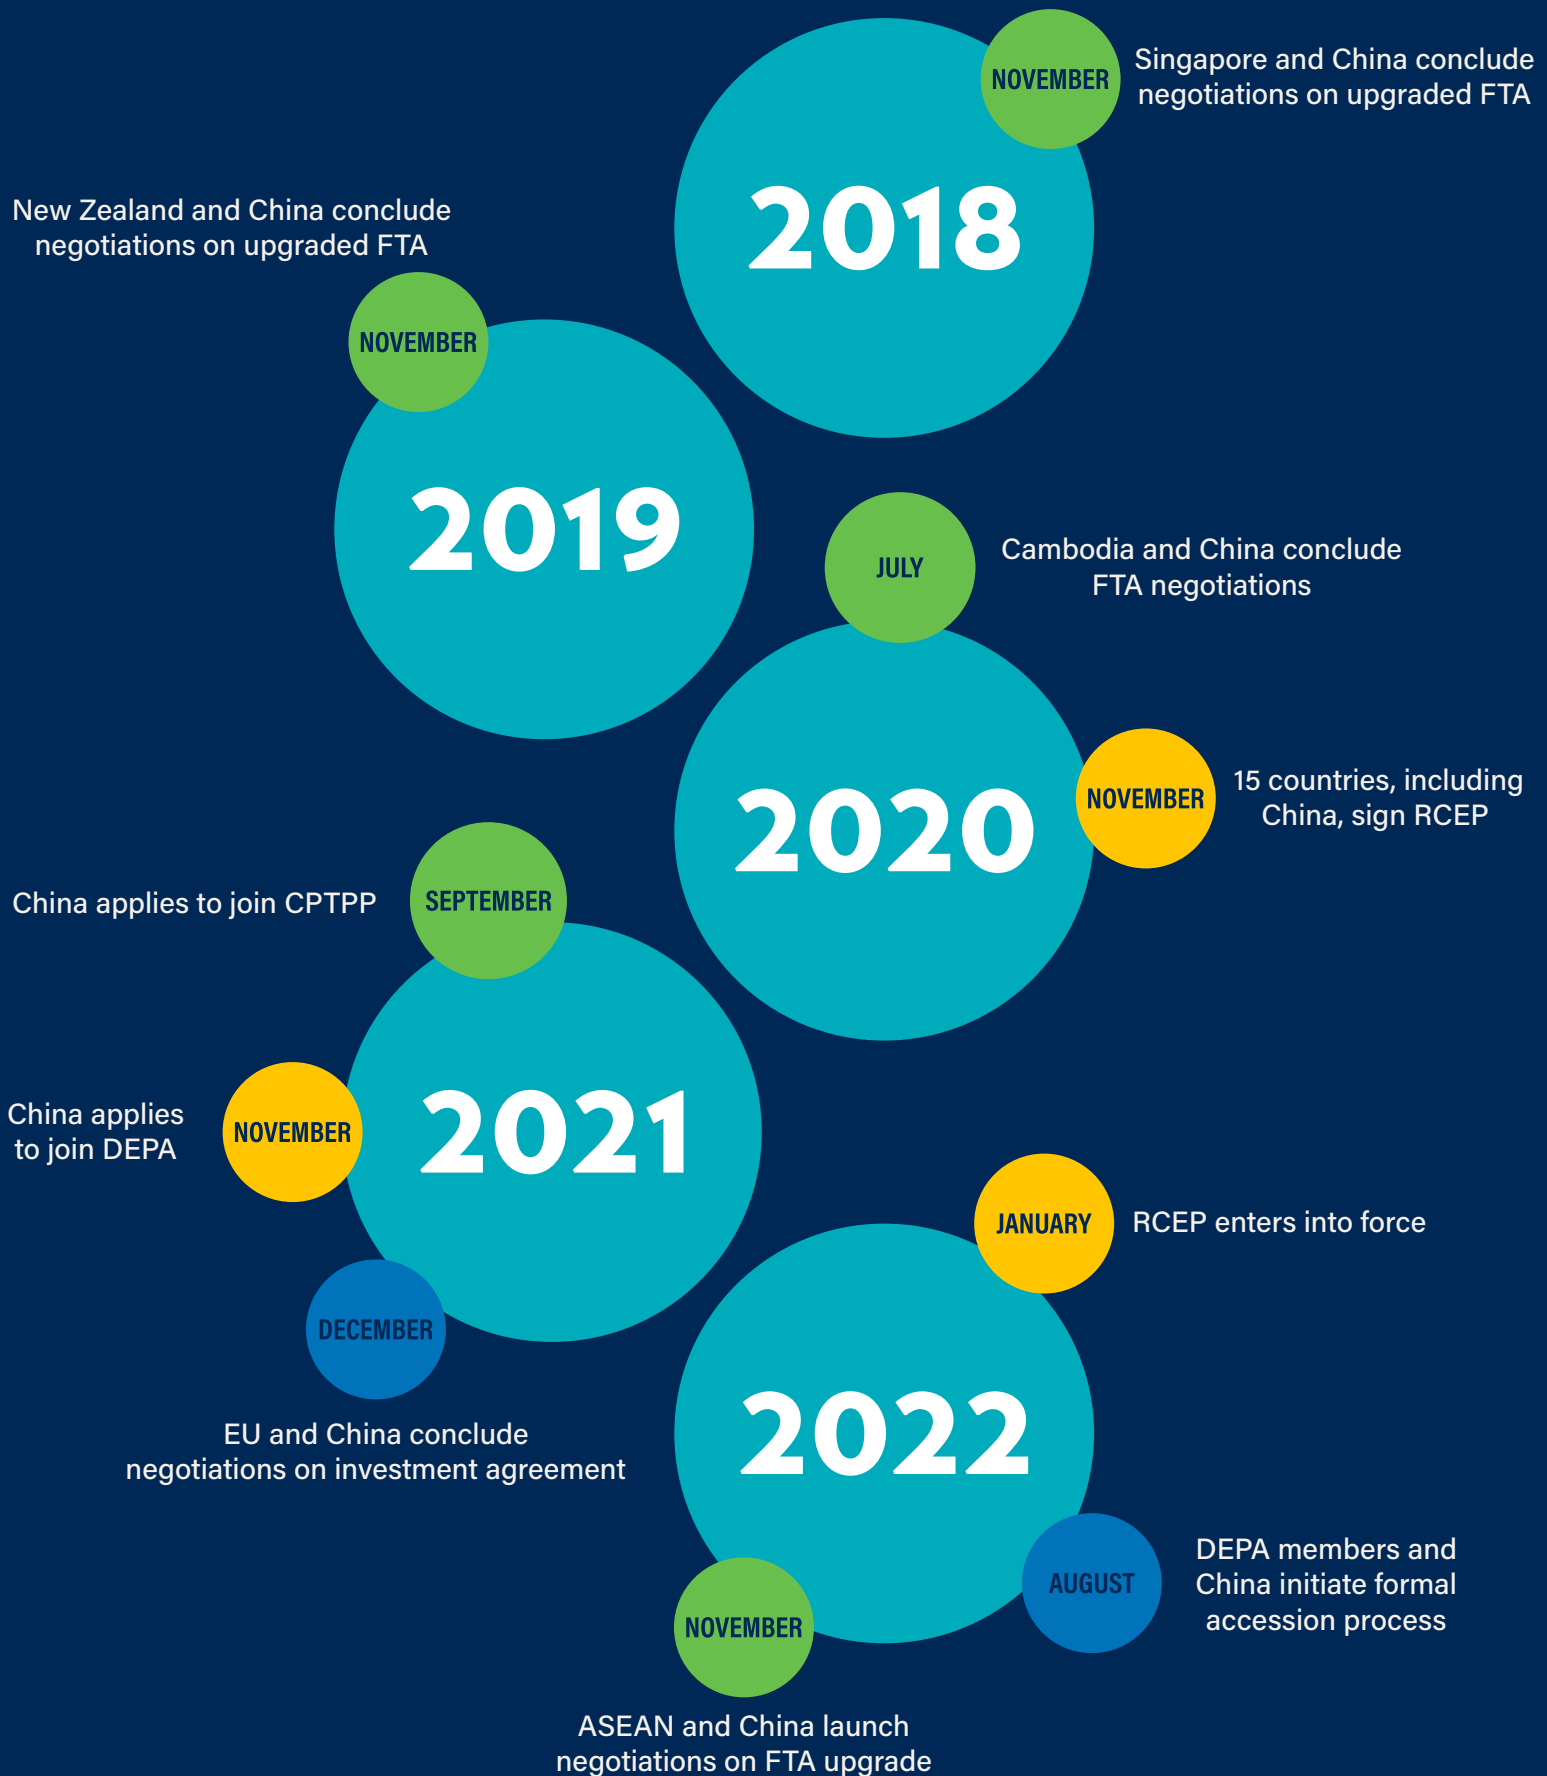 NOVEMBER
Singapore and China conclude
negotiations on upgraded FTA
2018
New Zealand and China conclude
negotiations on upgraded FTA
NOVEMBER
2019
JULY
Cambodia and China conclude
FTA negotiations
2020
NOVEMBER
15 countries, including
China, sign RCEP
China applies to join CPTPP
SEPTEMBER
2021
China applies
to join DEPA
NOVEMBER
DECEMBER
EU and China conclude
negotiations on investment agreement
JANUARY
RCEP enters into force
2022
AUGUST
DEPA members and
China initiate formal
accession process
NOVEMBER
ASEAN and China launch
negotiations on FTA upgrade